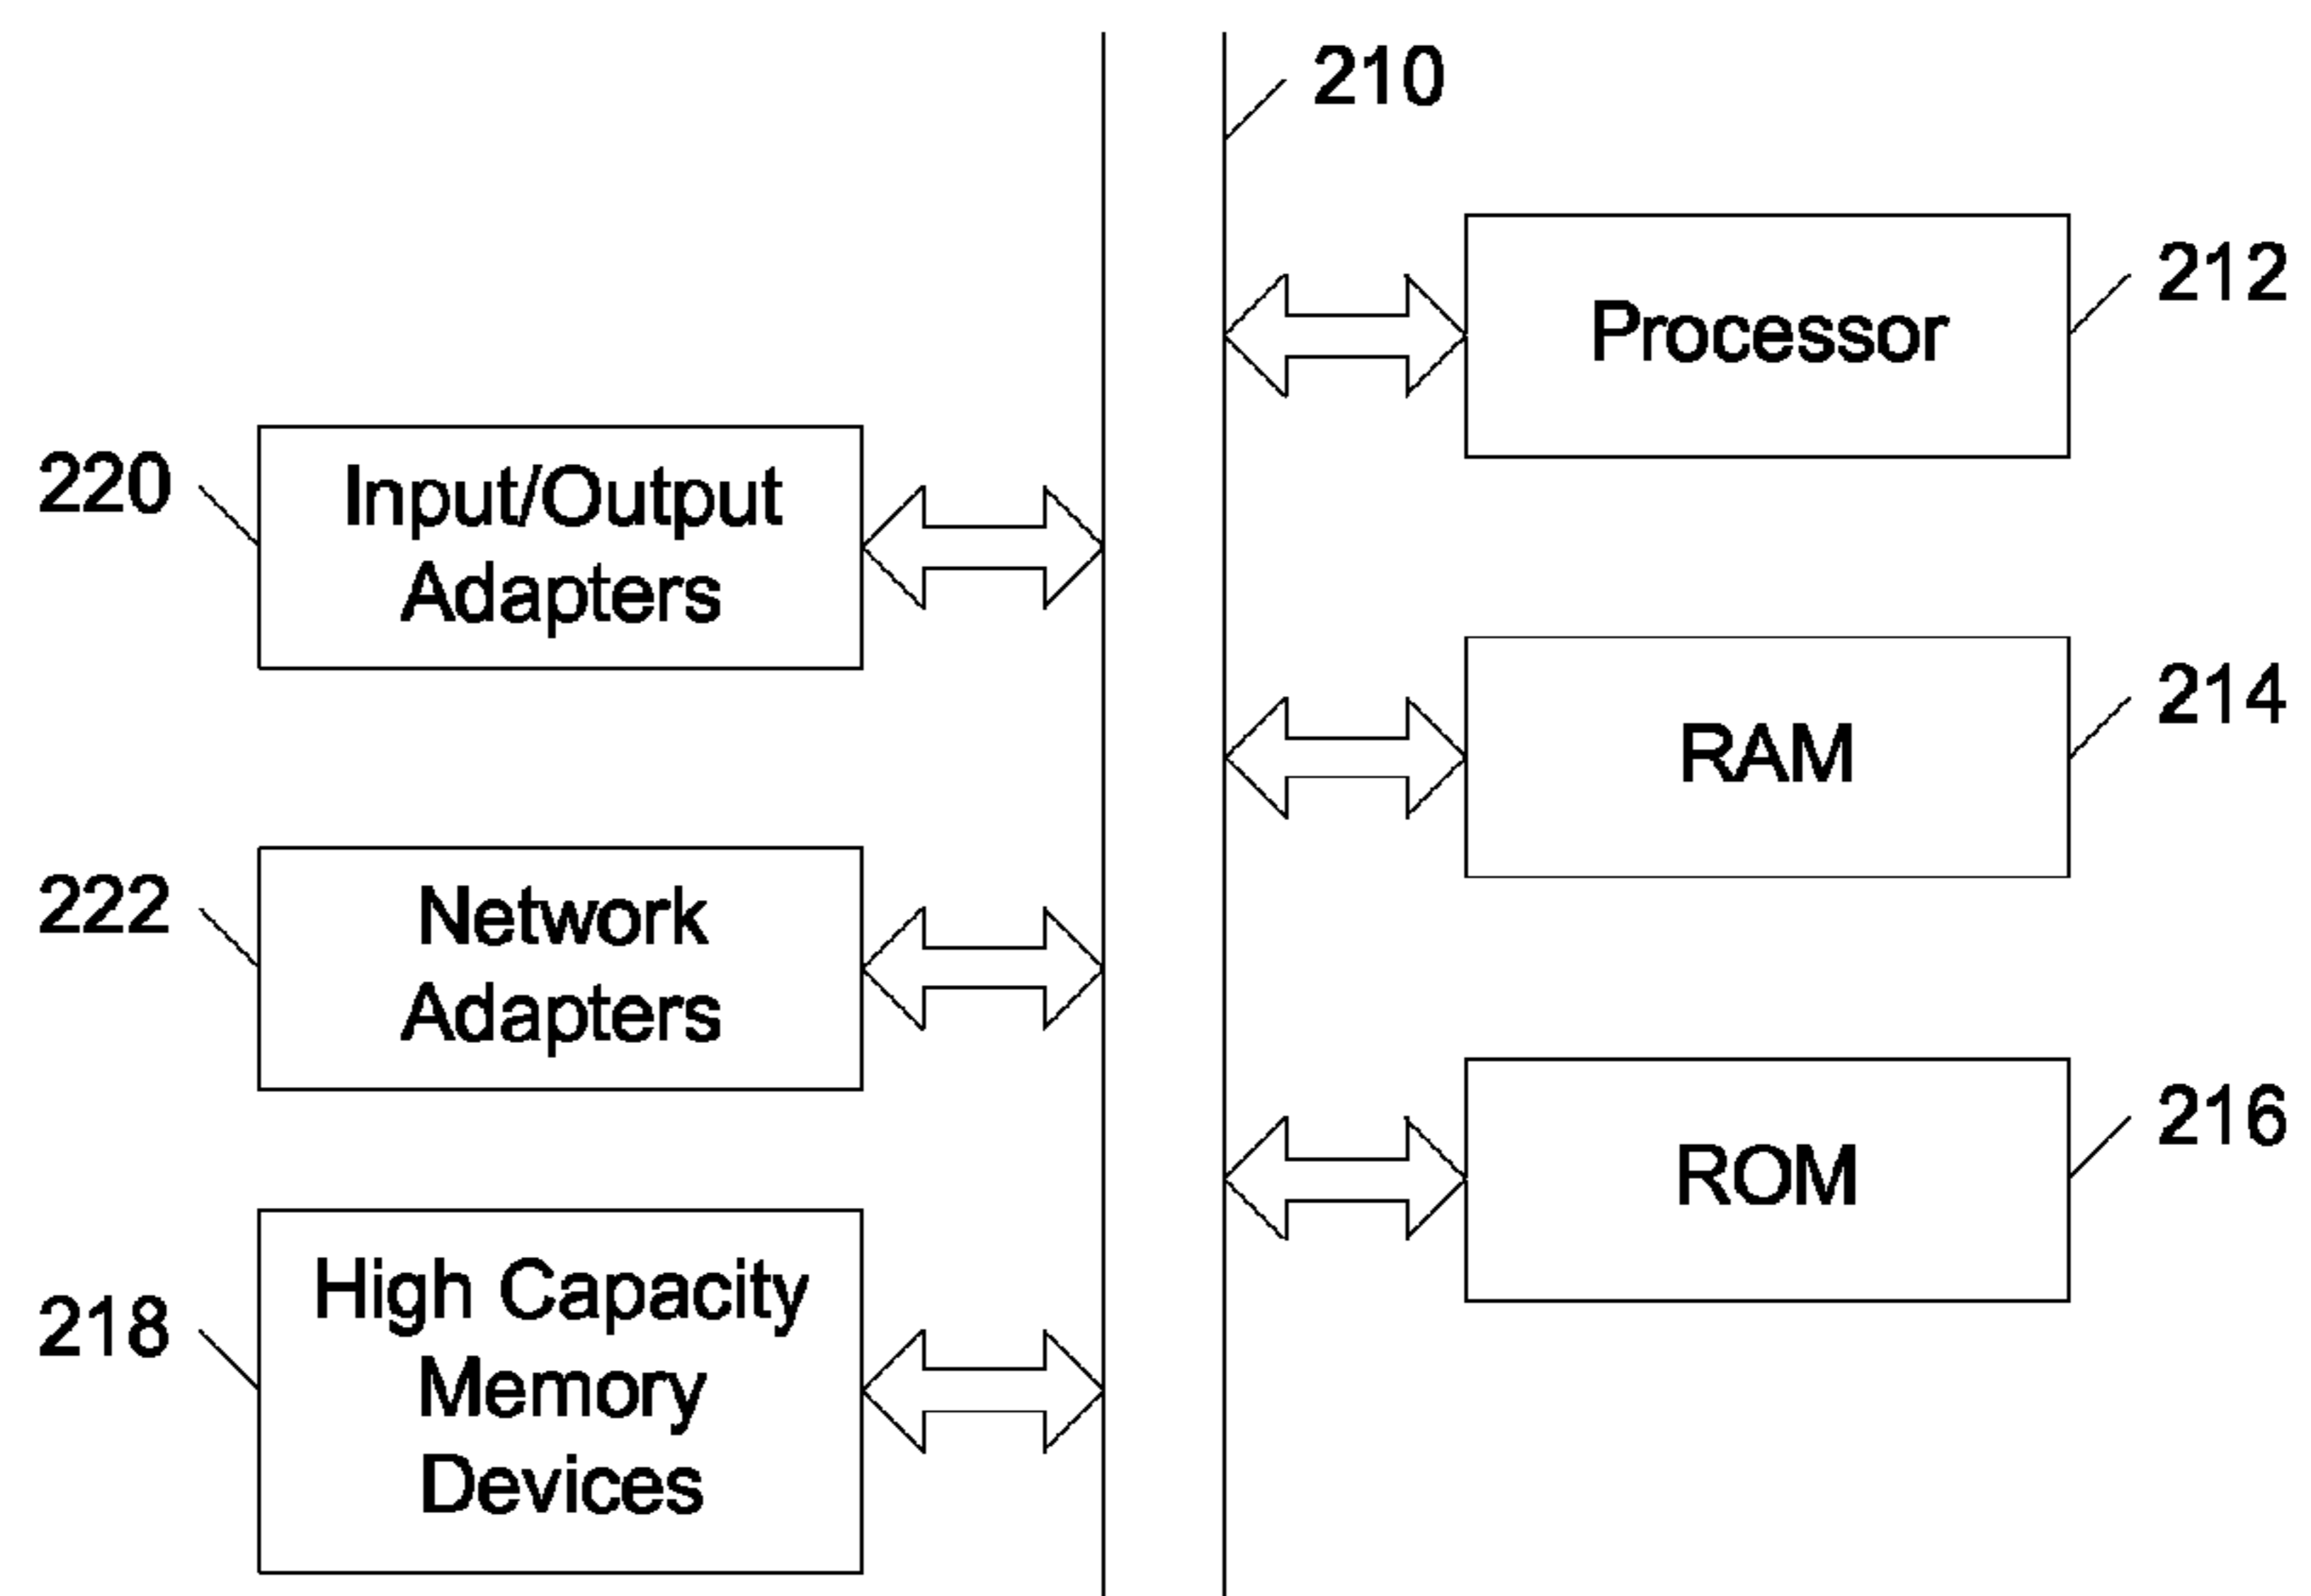 210
Processor
212
220
Input/Output
Adapters
RAM
214
222
Network
Adapters
ROM
216
218
High Capacity
Memory
Devices